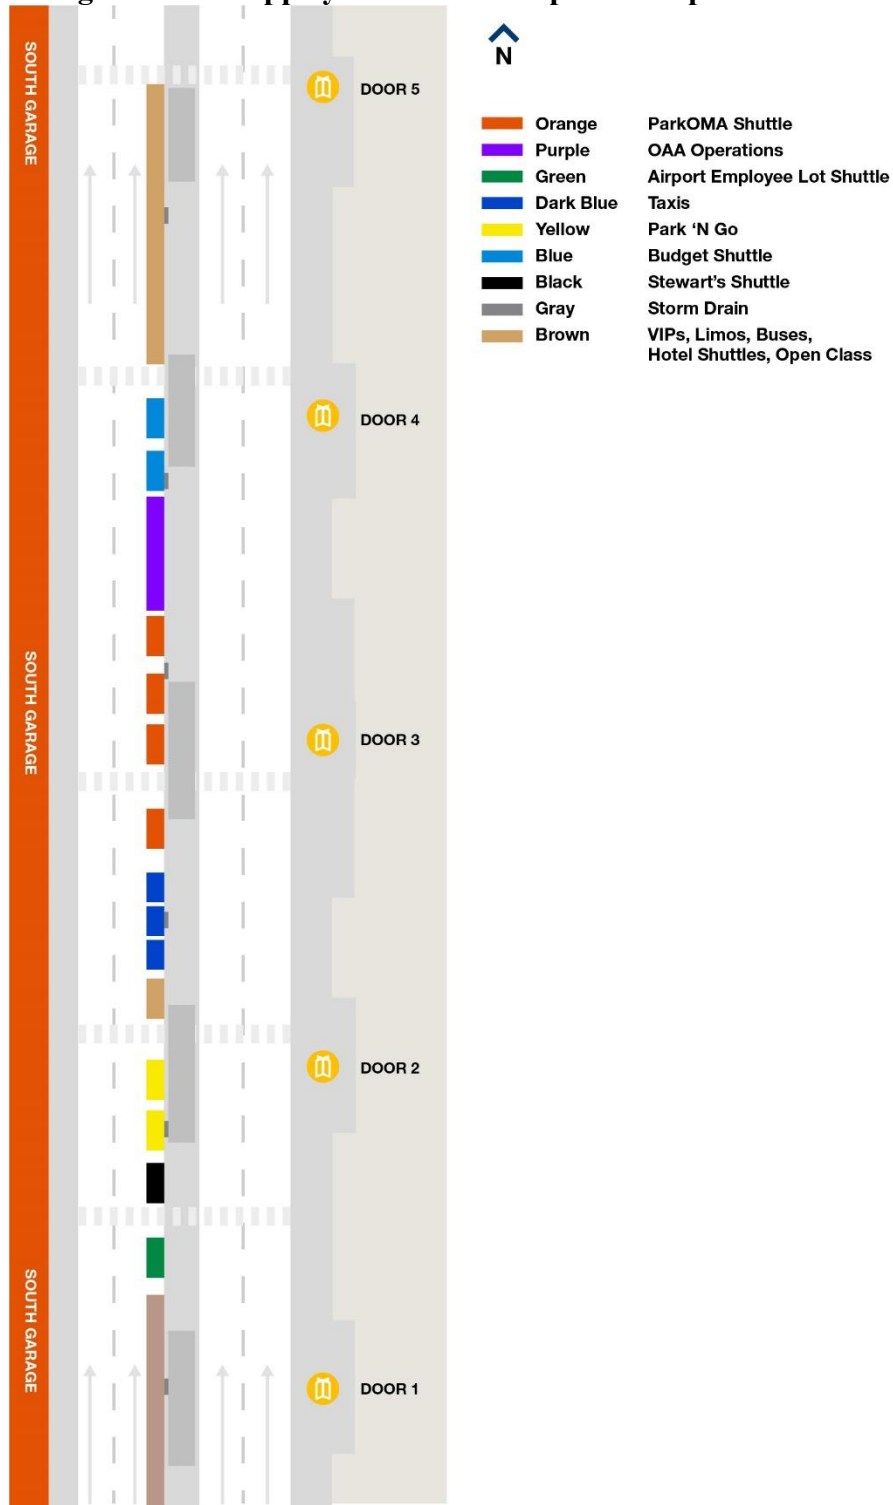 N
SOUTH GARAGE
DOOR 5
Orange ParkOMA Shuttle
Purple OAA Operations
Green Airport Employee Lot Shuttle
Dark Blue Taxis
Yellow Park ‘N Go
Blue Budget Shuttle
Black Stewart’s Shuttle
Gray Storm Drain
Brown VIPs, Limos, Buses,
Hotel Shuttles, Open Class
DOOR 4
SOUTH GARAGE
DOOR 3
DOOR 2
SOUTH GARAGE
DOOR 1